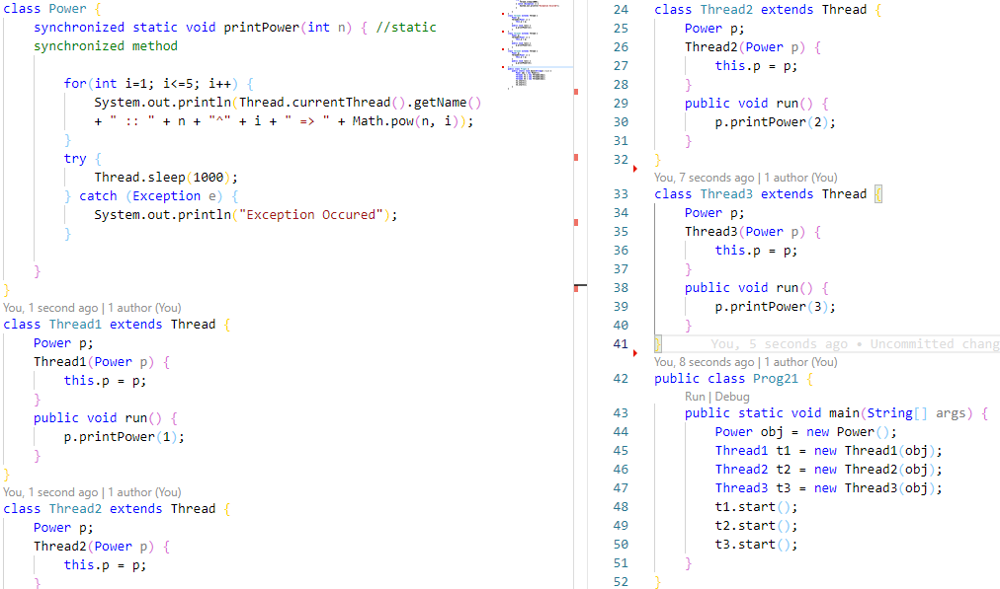 class Power {
synchronized static void printPower(int n) { //static
synchronized method
for(int i=1; i<=5; i++) {
System.out.println(Thread.currentThread().getName()
+ " :: " + n + "^" + i + " => " + Math.pow(n, i));
}
try {
Thread.sleep(1000);
} catch (Exception e) {
System.out.println("Exception Occured");
}
}
}
You, 1 second ago | 1 author (You)
class Thread1 extends Thread {
Power p;
Thread1(Power p) {
this.p = p;
}
public void run() {
p.printPower(1);
}
}
You, 1 second ago | 1 author (You)
class Thread2 extends Thread {
Power p;
Thread2(Power p) {
this.p = p;
}
24 class Thread2 extends Thread {
25 Power p;
26 Thread2(Power p) {
27 this.p = p;
28 }
29 public void run() {
30 p.printPower(2);
31 }
32 }
You, 7 seconds ago | 1 author (You)
33 class Thread3 extends Thread {
34 Power p;
35 Thread3(Power p) {
36 this.p = p;
37 }
38 public void run() {
39 p.printPower(3);
40 }
41 } You, 5 seconds ago • Uncommitted chang
You, 8 seconds ago | 1 author (You)
42 public class Prog21 {
Run | Debug
43 public static void main(String[] args) {
44 Power obj = new Power();
45 Thread1 t1 = new Thread1(obj);
46 Thread2 t2 = new Thread2(obj);
47 Thread3 t3 = new Thread3(obj);
48 t1.start();
49 t2.start();
50 t3.start();
51 }
52 }